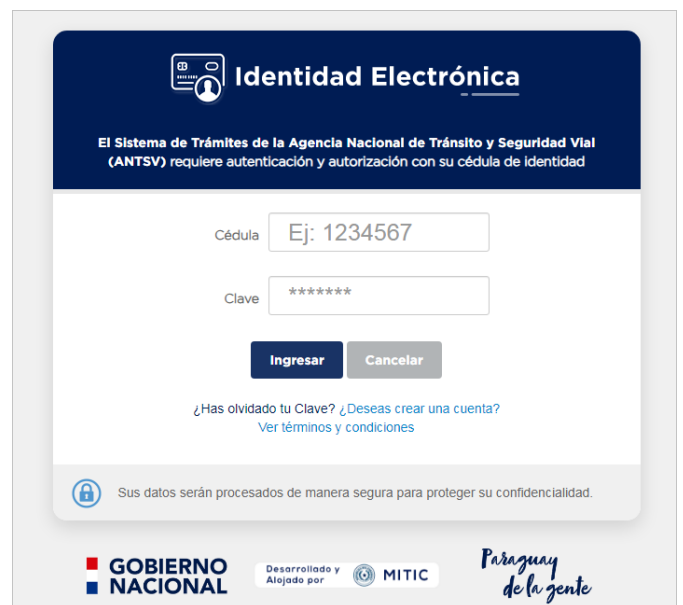 Identidad Electrónica
El Sistema de Trámites de la Agencia Nacional de Tránsito y Seguridad Vial
(ANTSV) requiere autenticación y autorización con su cédula de identidad
Cédula Ej: 1234567
Clave *******
Ingresar Cancelar
¿Has olvidado tu Clave? ¿Deseas crear una cuenta?
Ver términos y condiciones
Sus datos serán procesados de manera segura para proteger su confidencialidad.
GOBIERNO
NACIONAL
Desarrollado y
Alojado por
MITIC
Paraguay
de la gente